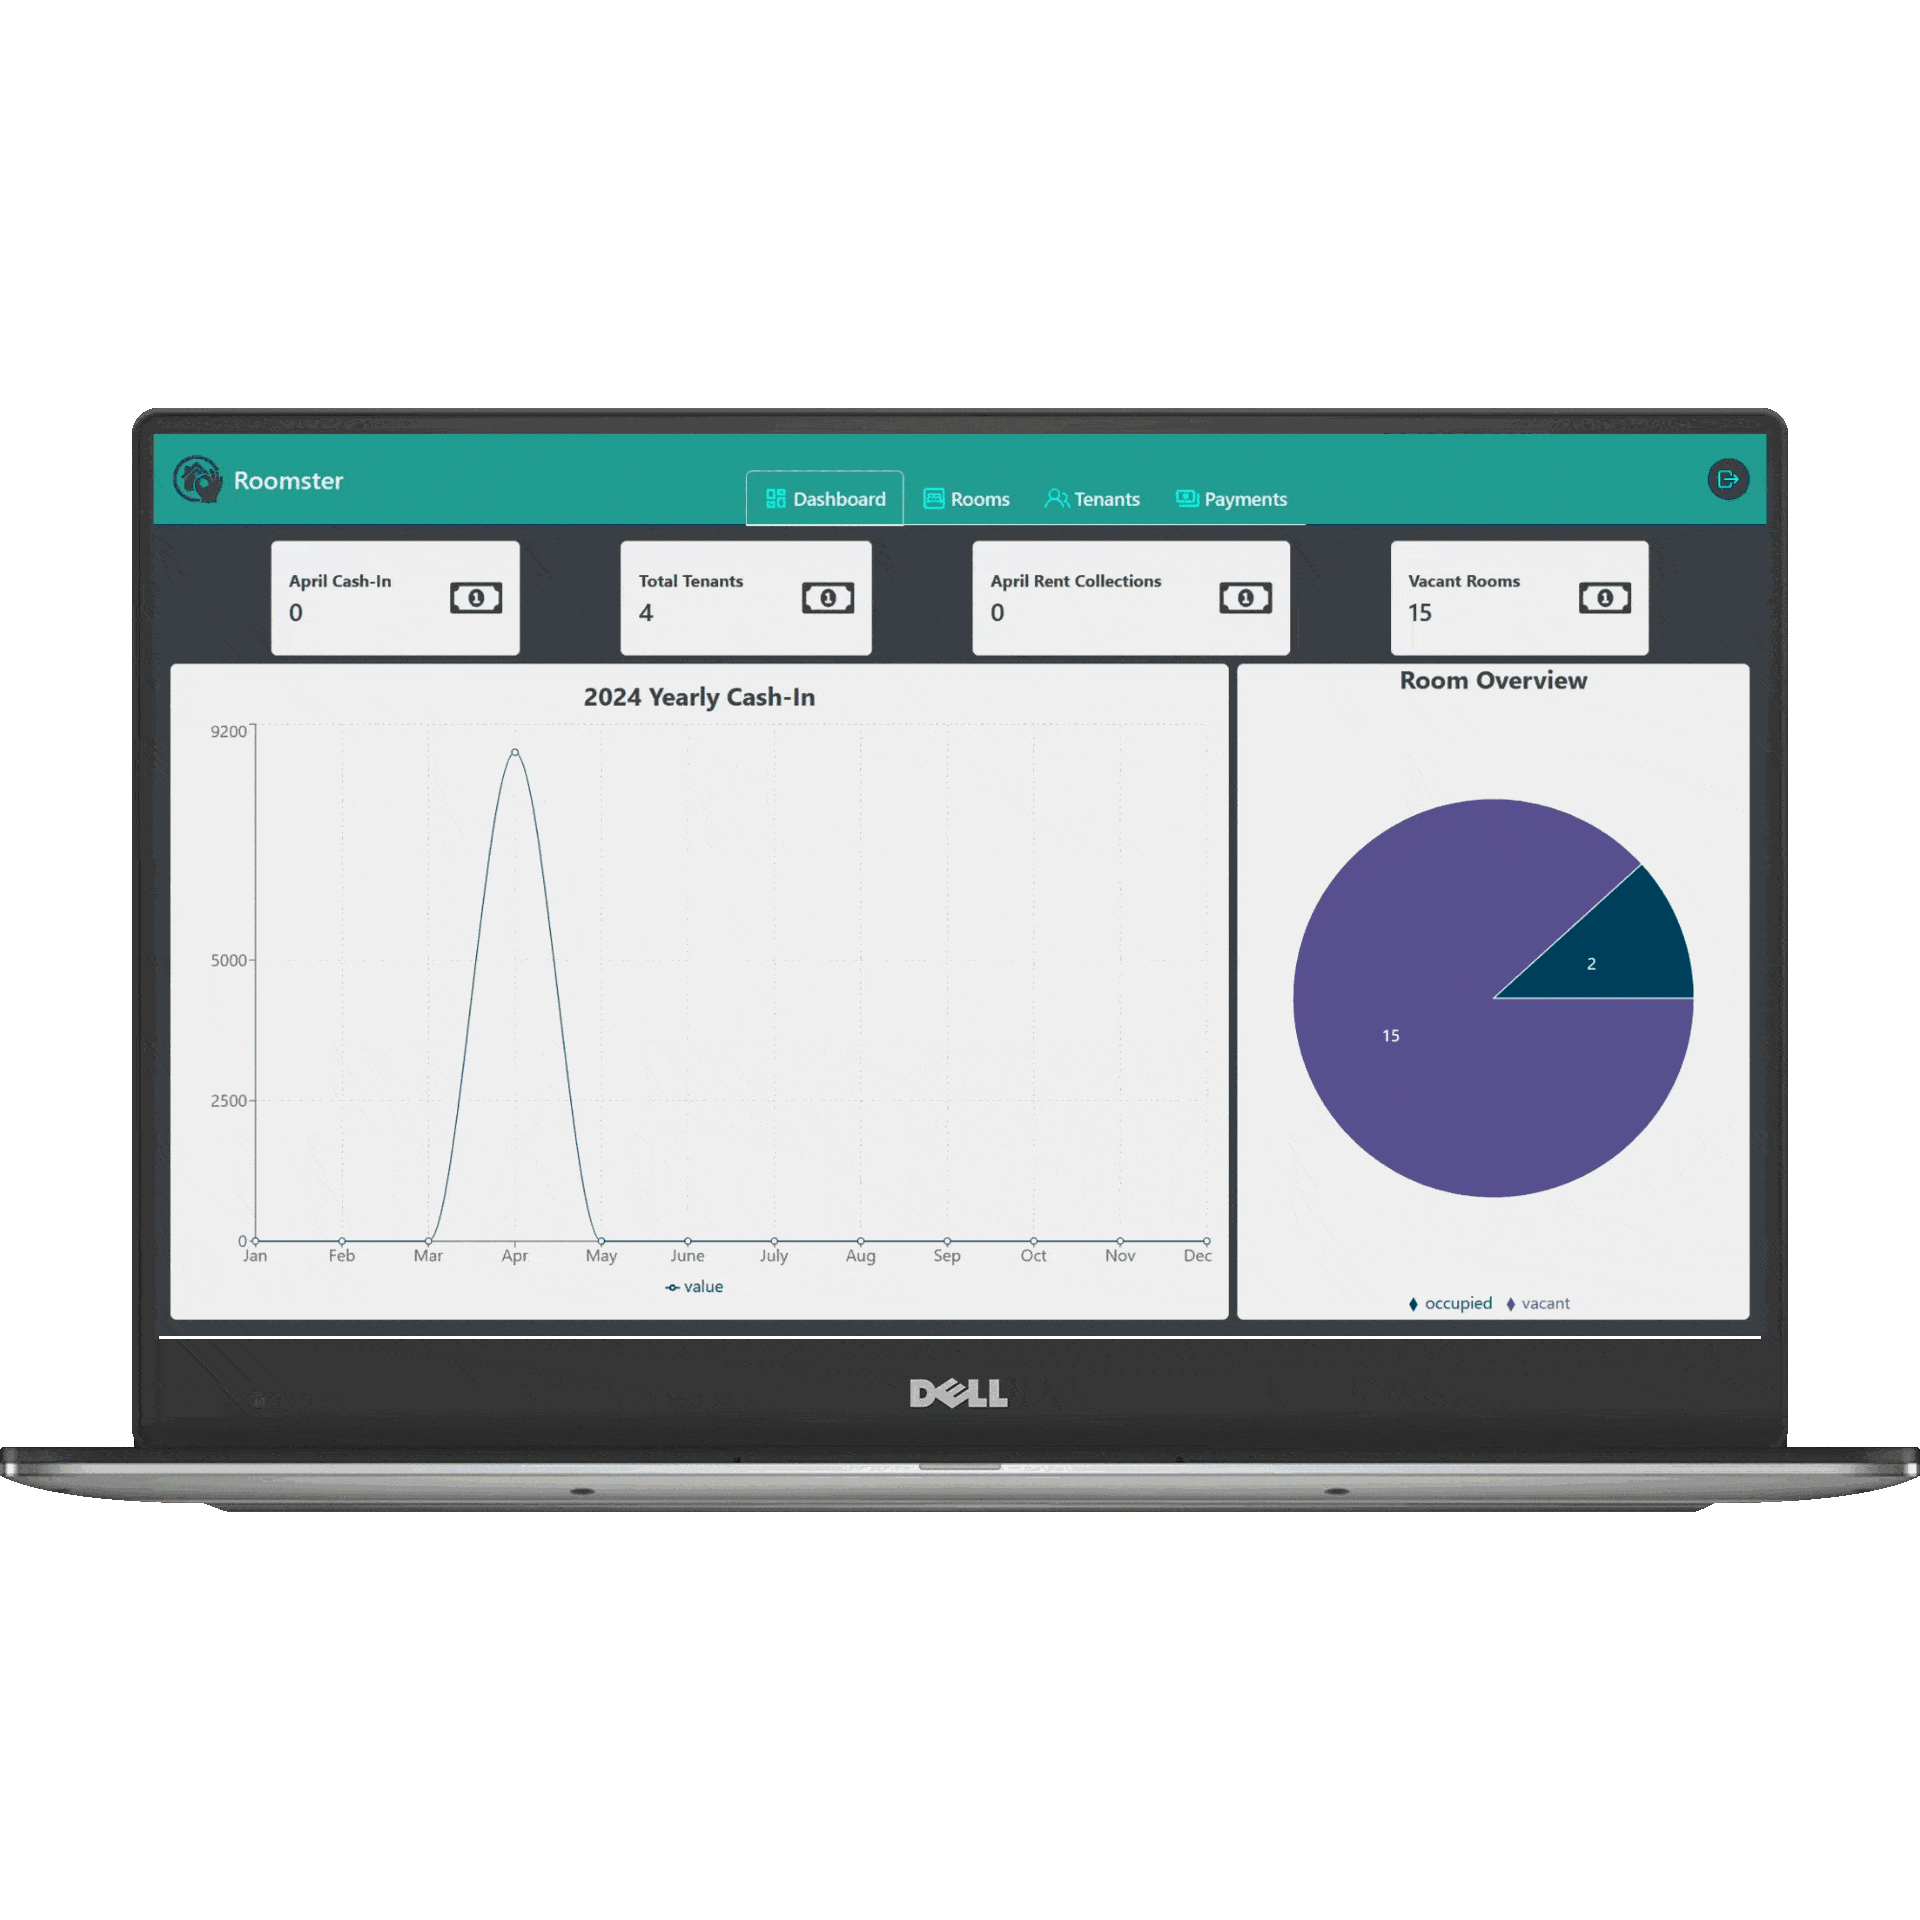 Roomster
Dashboard Rooms Tenants Payments
April Cash-In
0
Total Tenants
4
April Rent Collections
0
Vacant Rooms
15
2024 Yearly Cash-In
9200
5000
2500
0
Jan Feb Mar Apr May June July Aug Sep Oct Nov Dec
value
Room Overview
2
15
occupied vacant
DELL